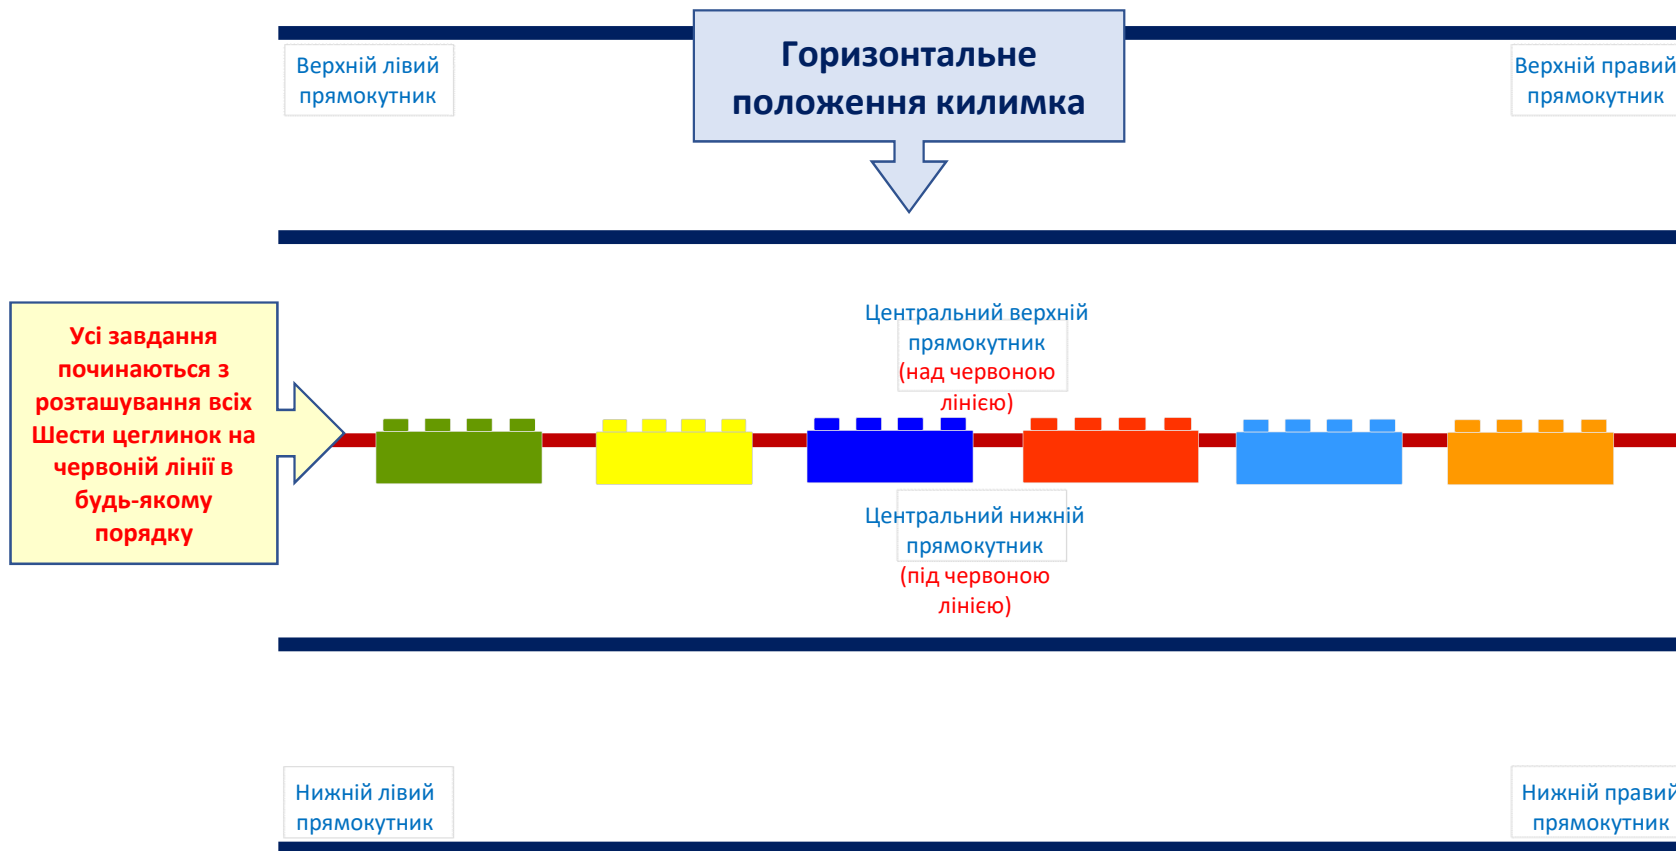 Верхній лівий
прямокутник
Горизонтальне
положення килимка
Верхній правий
прямокутник
Усі завдання
починаються з
розташування всіх
Шести цеглинок на
червоній лінії в
будь-якому
порядку
Центральний верхній
прямокутник
(над червоною
лінією)
Центральний нижній
прямокутник
(під червоною
лінією)
Нижній лівий
прямокутник
Нижній правий
прямокутник